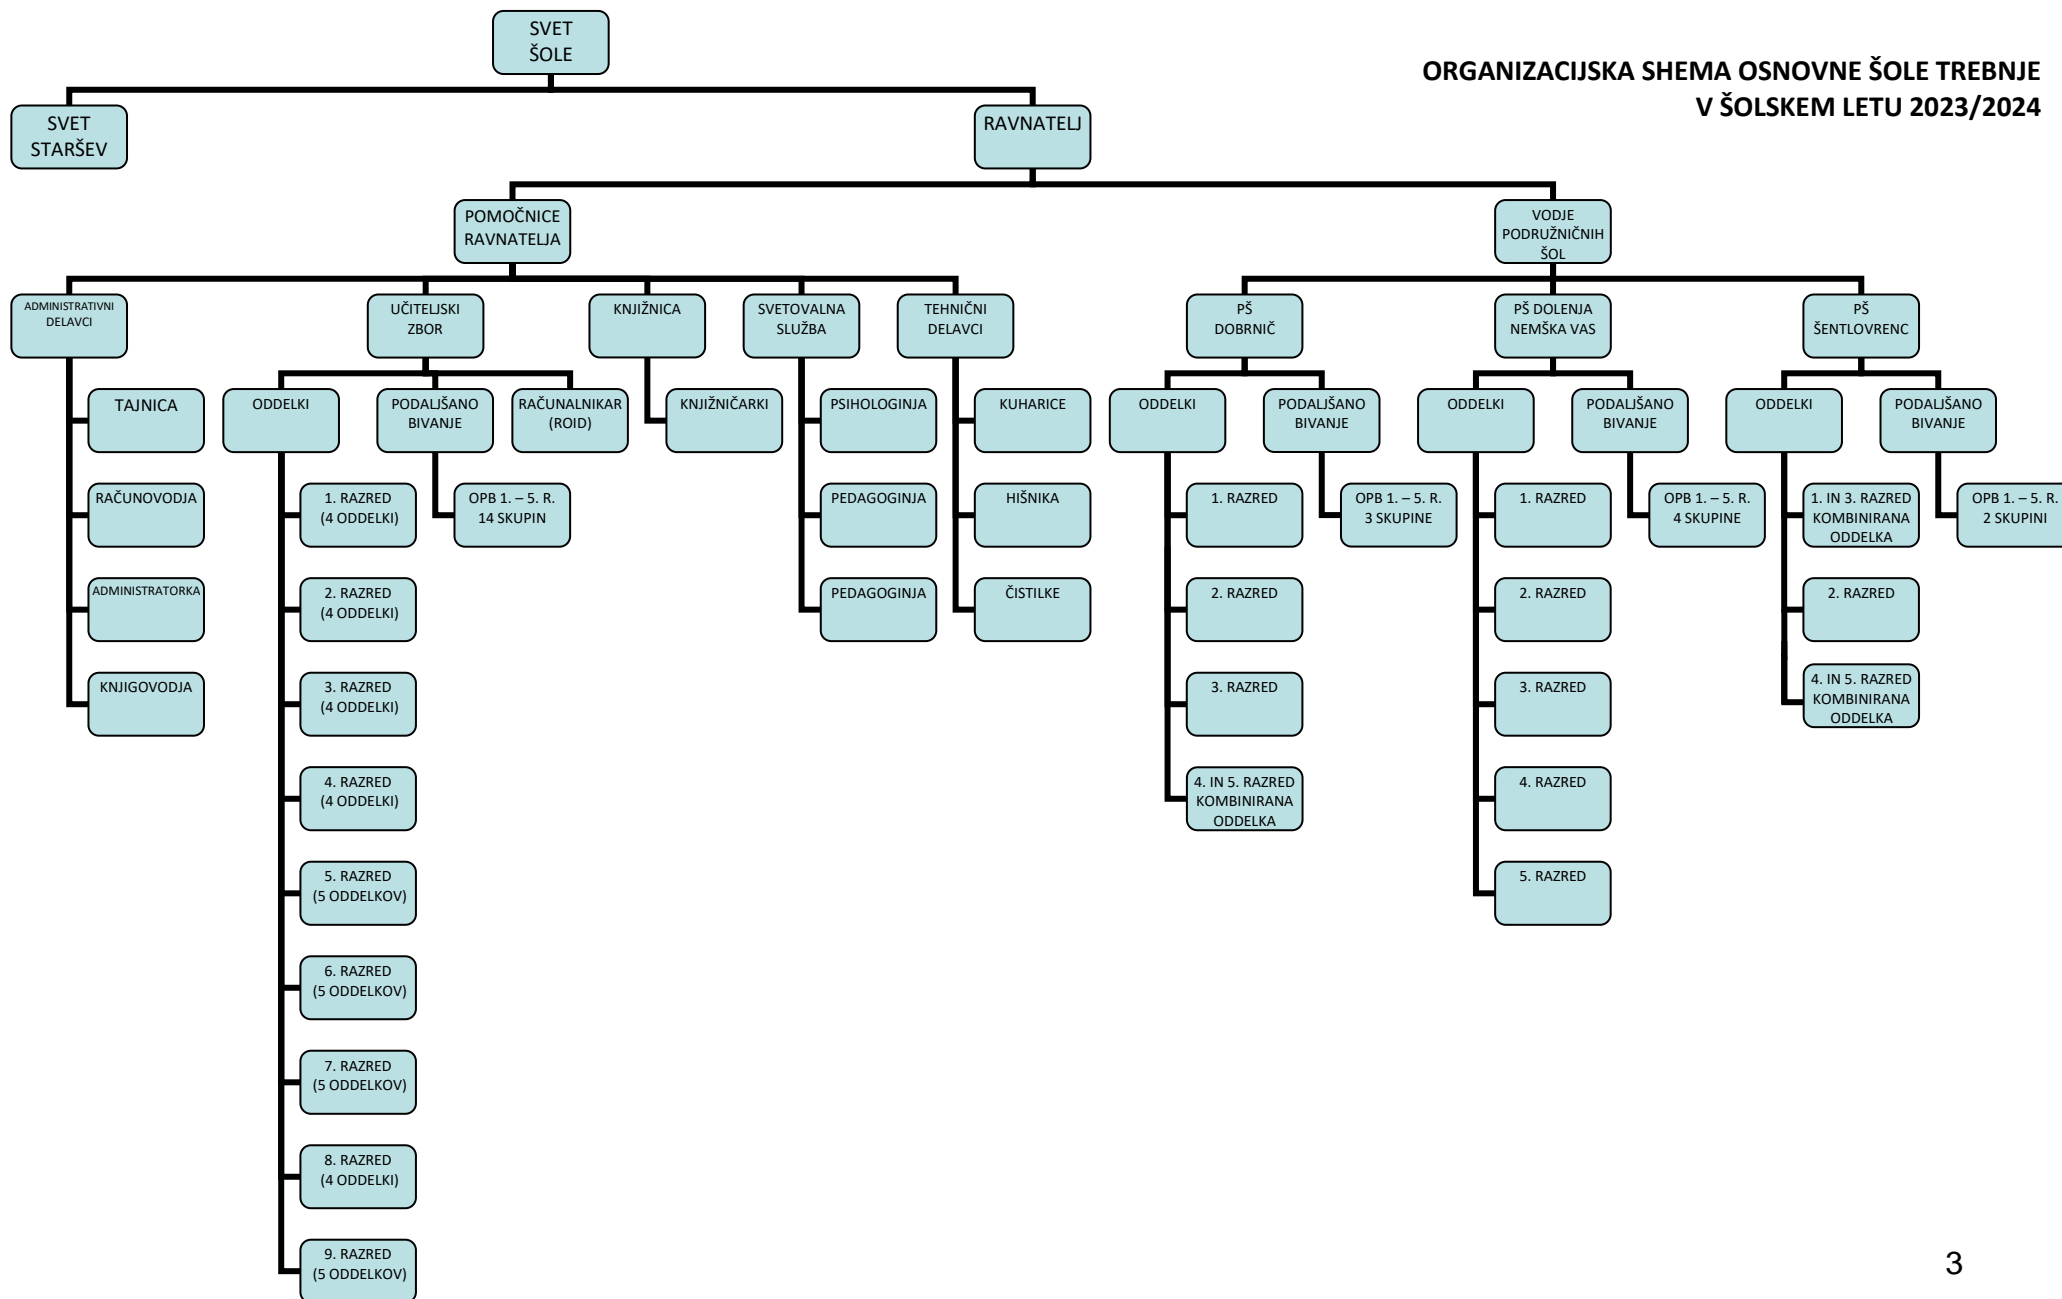 SVET
ŠOLE
ORGANIZACIJSKA SHEMA OSNOVNE ŠOLE TREBNJE
V ŠOLSKEM LETU 2023/2024
SVET
STARŠEV
RAVNATELJ
POMOČNICE
RAVNATELJA
VODJE
PODRUŽNIČNIH
ŠOL
ADMINISTRATIVNI
DELAVCI
UČITELJSKI
ZBOR
KNJIŽNICA
SVETOVALNA
SLUŽBA
TEHNIČNI
DELAVCI
PŠ
DOBRNIČ
PŠ DOLENJA
NEMŠKA VAS
PŠ
ŠENTLOVRENC
TAJNICA
RAČUNOVODJA
ADMINISTRATORKA
KNJIGOVODJA
ODDELKI
1. RAZRED
(4 ODDELKI)
2. RAZRED
(4 ODDELKI)
3. RAZRED
(4 ODDELKI)
4. RAZRED
(4 ODDELKI)
5. RAZRED
(5 ODDELKOV)
6. RAZRED
(5 ODDELKOV)
7. RAZRED
(5 ODDELKOV)
8. RAZRED
(4 ODDELKI)
9. RAZRED
(5 ODDELKOV)
PODALJŠANO
BIVANJE
OPB 1. – 5. R.
14 SKUPIN
RAČUNALNIKAR
(ROID)
KNJIŽNIČARKI
PSIHOLOGINJA
PEDAGOGINJA
PEDAGOGINJA
KUHARICE
HIŠNIKA
ČISTILKE
ODDELKI
1. RAZRED
2. RAZRED
3. RAZRED
4. IN 5. RAZRED
KOMBINIRANA
ODDELKA
PODALJŠANO
BIVANJE
OPB 1. – 5. R.
3 SKUPINE
ODDELKI
1. RAZRED
2. RAZRED
3. RAZRED
4. RAZRED
5. RAZRED
PODALJŠANO
BIVANJE
OPB 1. – 5. R.
4 SKUPINE
ODDELKI
1. IN 3. RAZRED
KOMBINIRANA
ODDELKA
2. RAZRED
4. IN 5. RAZRED
KOMBINIRANA
ODDELKA
PODALJŠANO
BIVANJE
OPB 1. – 5. R.
2 SKUPINI
3